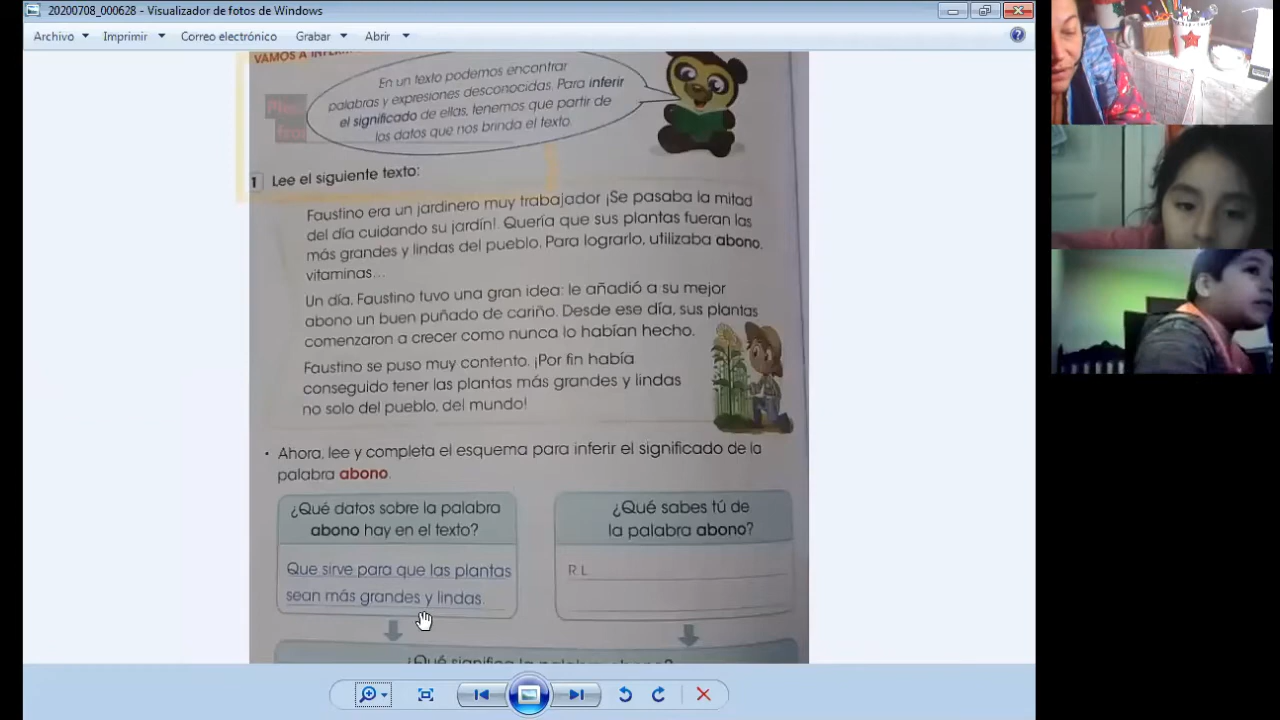 20200708_000628 - Visualizador de fotos de Windows
Archivo Imprimir Correo electrónico Grabar Abrir
VAMOS A
En un texto podemos encontrar
palabras y expresiones desconocidas. Para inferir
el significado de ellas, tenemos que partir de
los datos que nos brinda el texto.
1 Lee el siguiente texto:
Faustino era un jardinero muy trabajador ¡Se pasaba la mitad
del día cuidando su jardín!. Quería que sus plantas fueran las
más grandes y lindas del pueblo. Para lograrlo, utilizaba abono,
vitaminas...
Un día, Faustino tuvo una gran idea: le añadió a su mejor
abono un buen puñado de cariño. Desde ese día, sus plantas
comenzaron a crecer como nunca lo habían hecho.
Faustino se puso muy contento. ¡Por fin había
conseguido tener las plantas más grandes y lindas
no solo del pueblo, del mundo!
• Ahora, lee y completa el esquema para inferir el significado de la
palabra abono.
¿Qué datos sobre la palabra
abono hay en el texto?
Que sirve para que las plantas
sean más grandes y lindas.
¿Qué sabes tú de
la palabra abono?
R. L.
¿Qué significa la palabra abono?